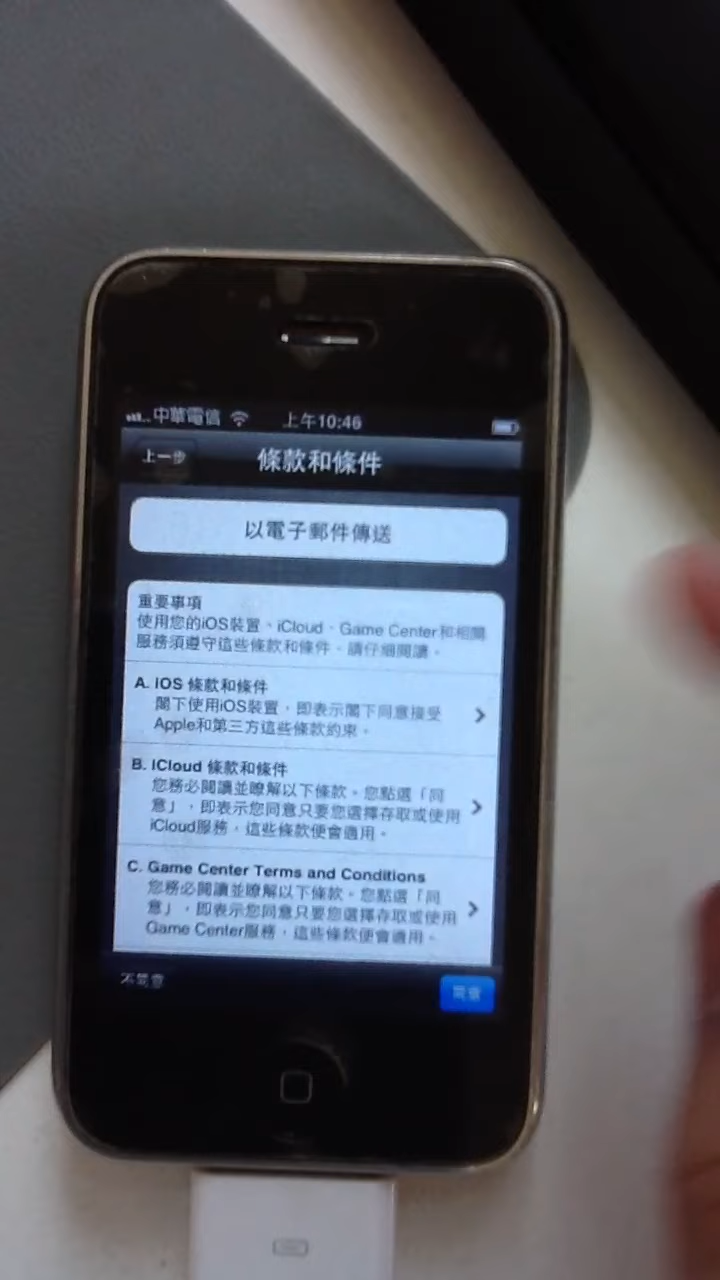 中華電信 上午10:46
上一步 條款和條件
以電子郵件傳送
重要事項
使用您的iOS裝置、iCloud、Game Center和相關
服務須遵守這些條款和條件。請仔細閱讀。
A. iOS 條款和條件
閣下使用iOS裝置，即表示閣下同意接受
Apple和第三方這些條款約束。
B. iCloud 條款和條件
您務必閱讀並瞭解以下條款。您點選「同
意」，即表示您同意只要您選擇存取或使用
iCloud服務，這些條款便會適用。
C. Game Center Terms and Conditions
您務必閱讀並瞭解以下條款。您點選「同
意」，即表示您同意只要您選擇存取或使用
Game Center服務，這些條款便會適用。
不同意 同意